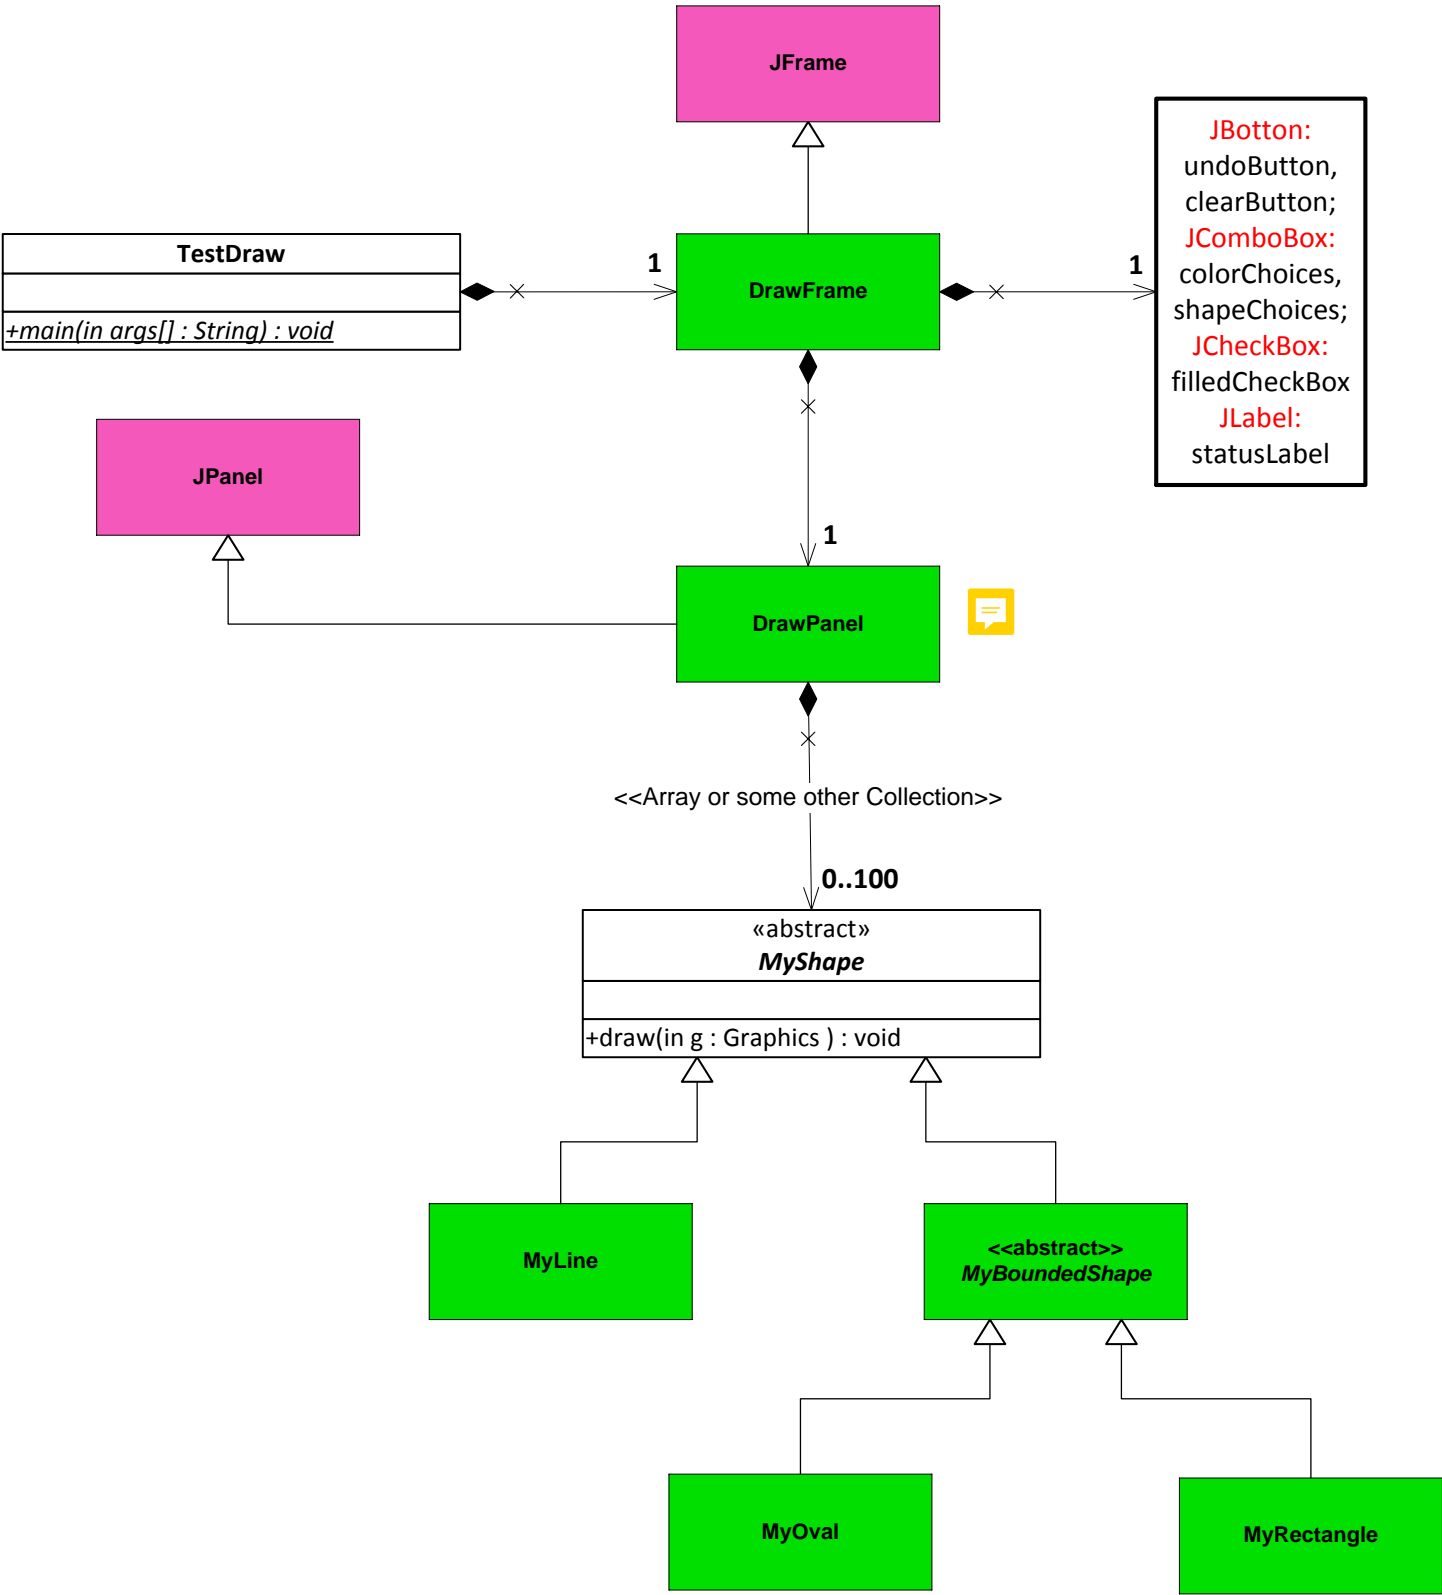 JFrame
JBotton:
undoButton,
clearButton;
JComboBox:
colorChoices,
shapeChoices;
JCheckBox:
filledCheckBox
JLabel:
statusLabel
TestDraw
+main(in args[] : String) : void
1
DrawFrame
1
JPanel
1
DrawPanel
<<Array or some other Collection>>
0..100
«abstract»
MyShape
+draw(in g : Graphics ) : void
MyLine
<<abstract>>
MyBoundedShape
MyOval
MyRectangle